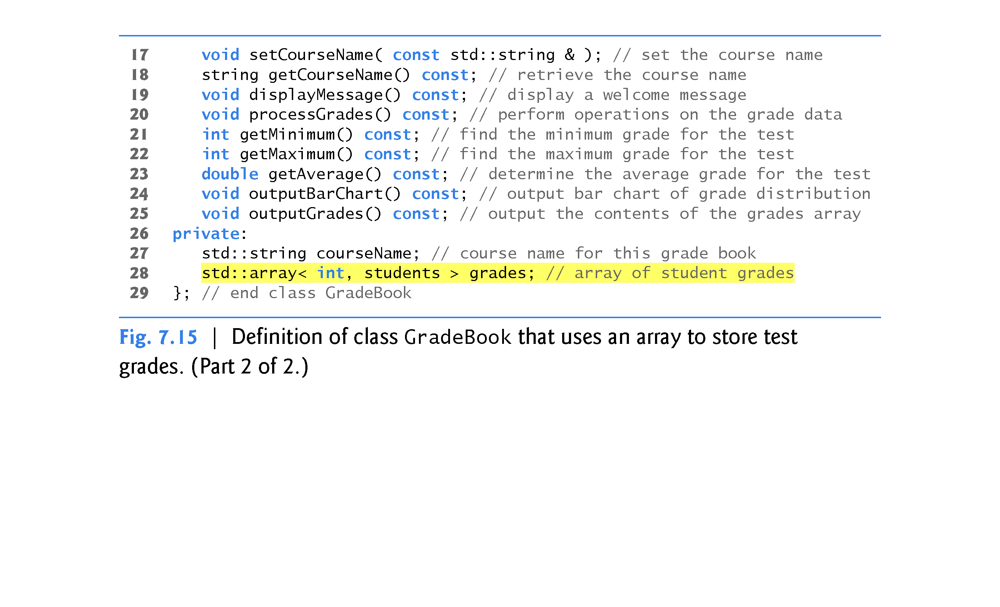 17 void setCourseName( const std::string & ); // set the course name
18 string getCourseName() const; // retrieve the course name
19 void displayMessage() const; // display a welcome message
20 void processGrades() const; // perform operations on the grade data
21 int getMinimum() const; // find the minimum grade for the test
22 int getMaximum() const; // find the maximum grade for the test
23 double getAverage() const; // determine the average grade for the test
24 void outputBarChart() const; // output bar chart of grade distribution
25 void outputGrades() const; // output the contents of the grades array
26 private:
27 std::string courseName; // course name for this grade book
28 std::array< int, students > grades; // array of student grades
29 }; // end class GradeBook
Fig. 7.15 | Definition of class GradeBook that uses an array to store test
grades. (Part 2 of 2.)